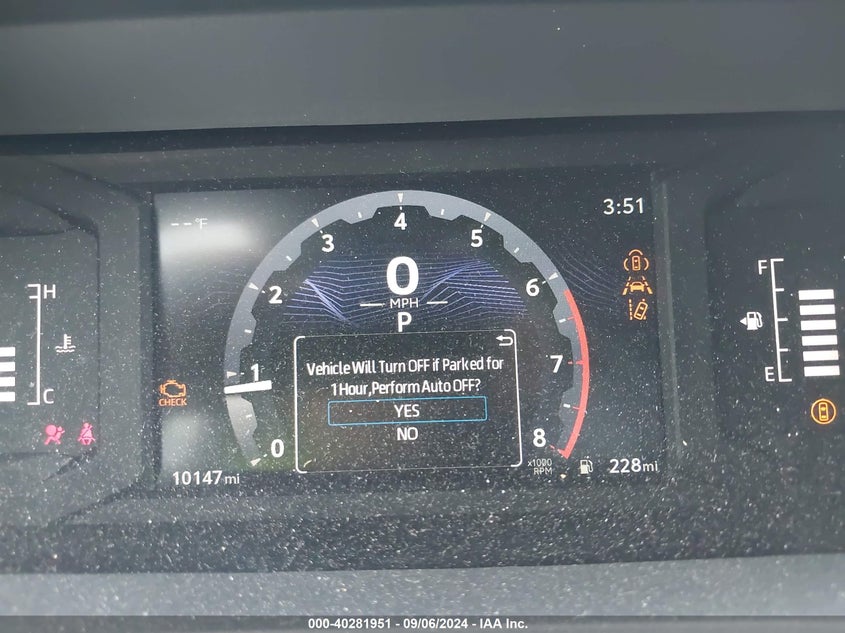 --°F
3:51
4
3
5
2
6
0
MPH
P
1
7
0
8
x1000
RPM
Vehicle Will Turn OFF if Parked for
1 Hour,Perform Auto OFF?
YES
NO
H
C
CHECK
10147 mi
228mi
F
E
000-40281951 - 09/06/2024 - IAA Inc.